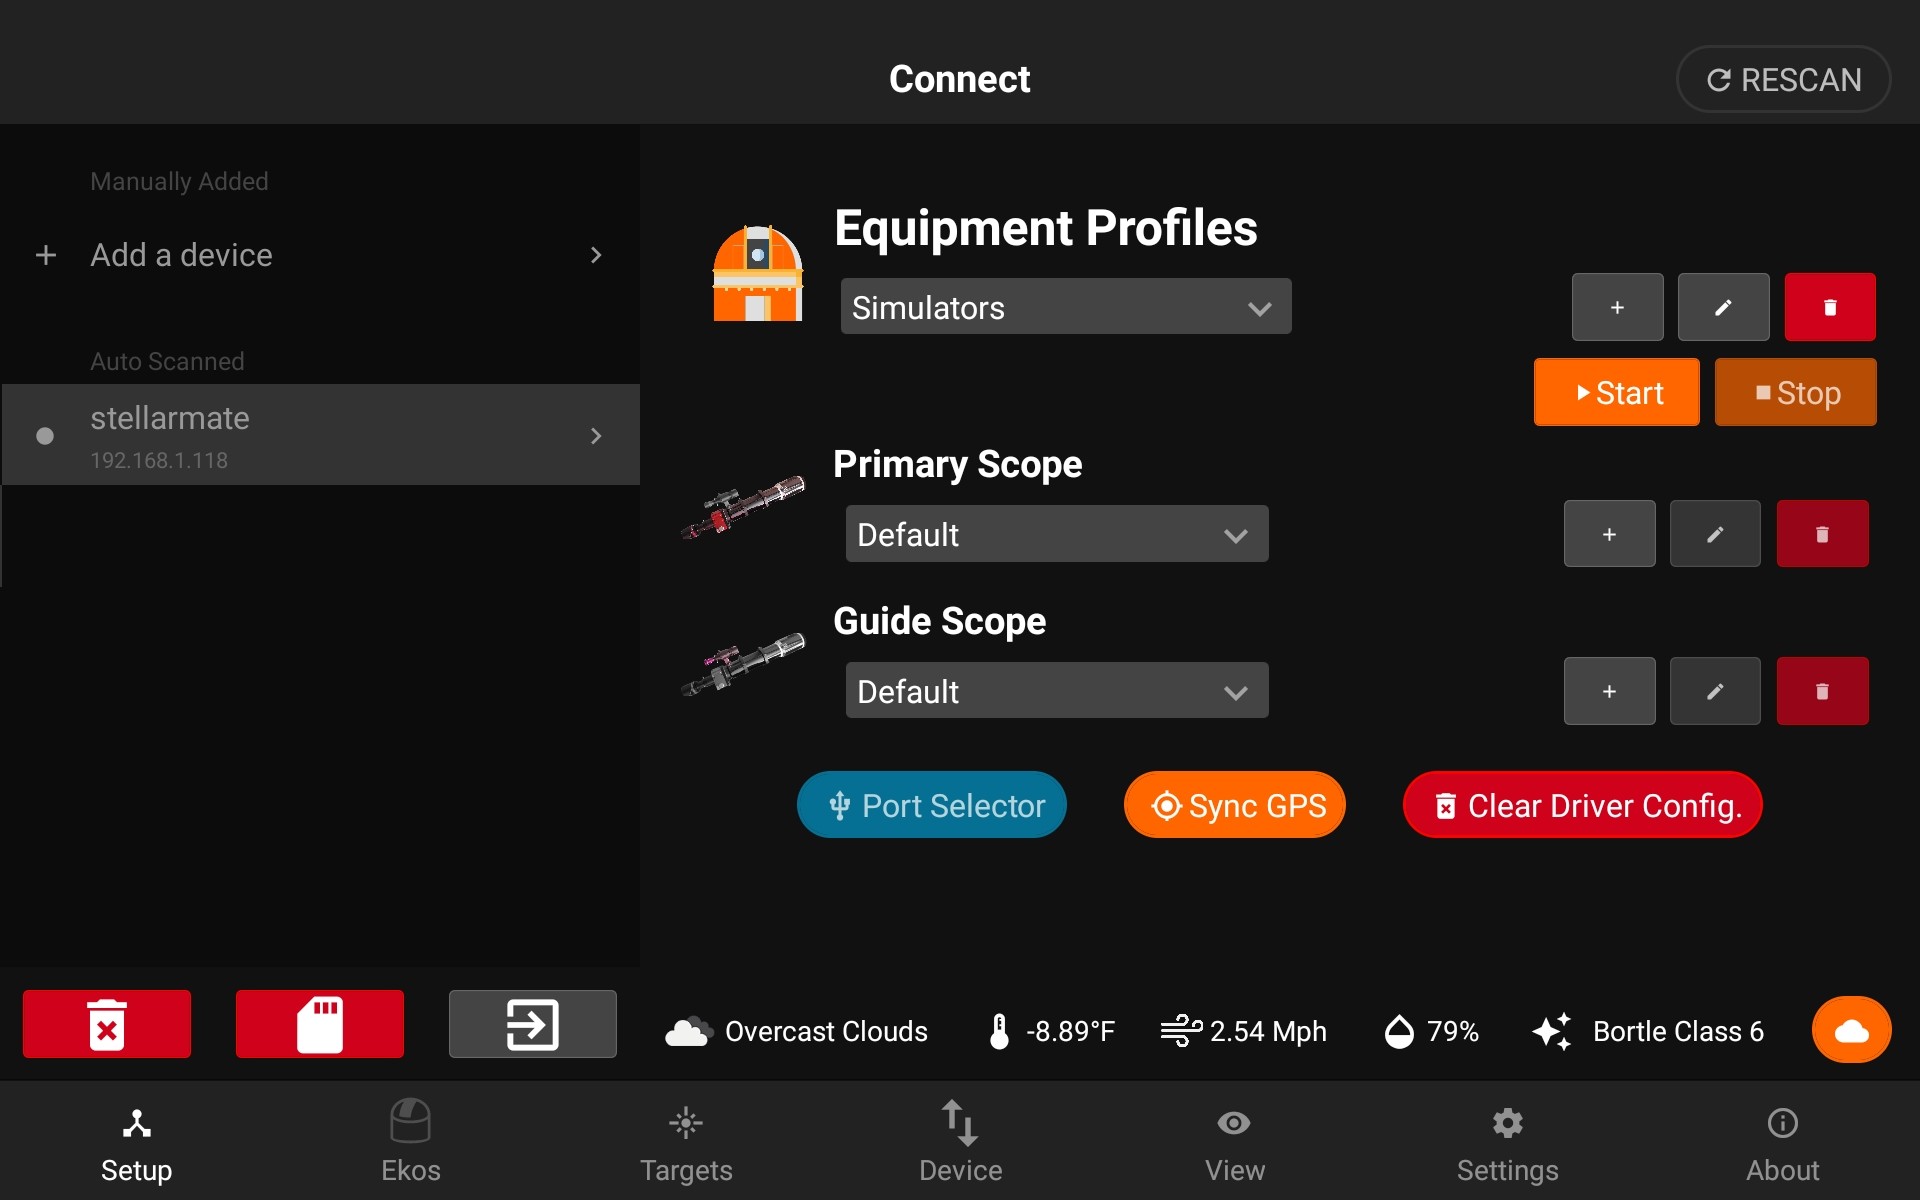 Connect
RESCAN
Manually Added
Add a device
Auto Scanned
stellarmate
192.168.1.118
Equipment Profiles
Simulators
Start
Stop
Primary Scope
Default
Guide Scope
Default
Port Selector
Sync GPS
Clear Driver Config.
Overcast Clouds
-8.89°F
2.54 Mph
79%
Bortle Class 6
Setup
Ekos
Targets
Device
View
Settings
About